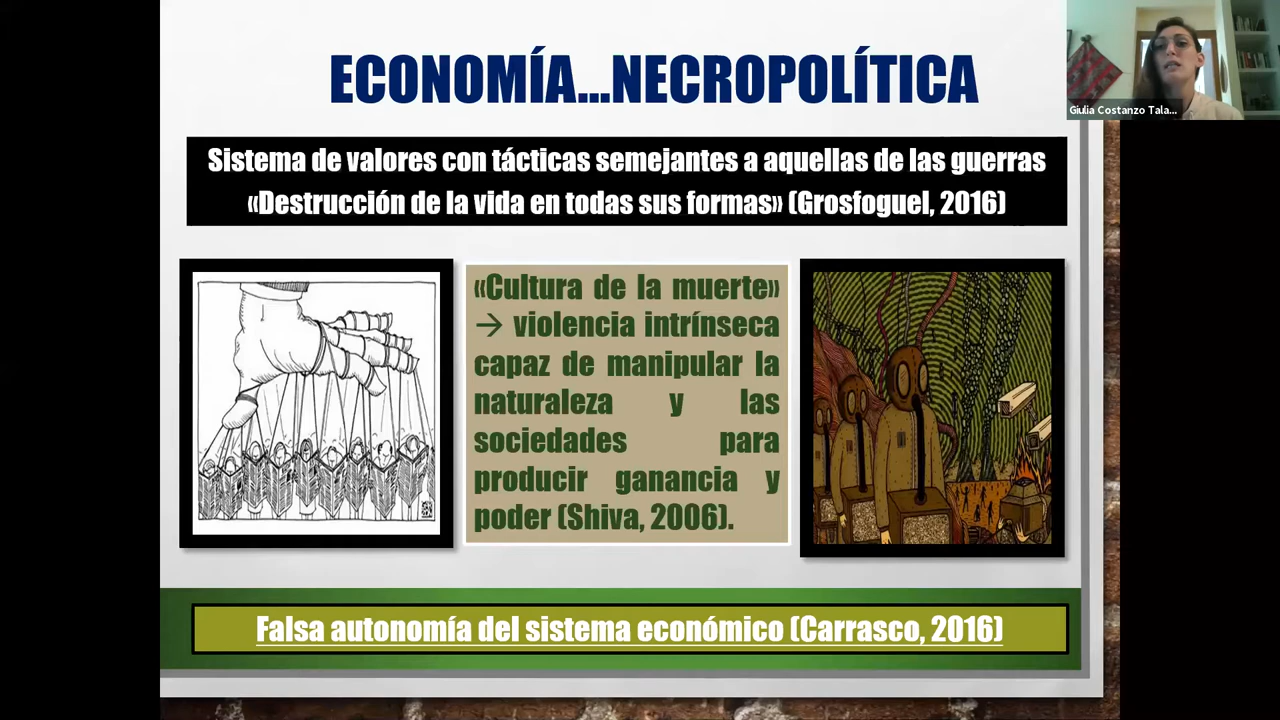 ECONOMÍA...NECROPOLÍTICA
Giulia Costanzo Tala...
Sistema de valores con tácticas semejantes a aquellas de las guerras
«Destrucción de la vida en todas sus formas» (Grosfoguel, 2016)
«Cultura de la muerte»
→ violencia intrínseca
capaz de manipular la
naturaleza y las
sociedades para
producir ganancia y
poder (Shiva, 2006).
Falsa autonomía del sistema económico (Carrasco, 2016)